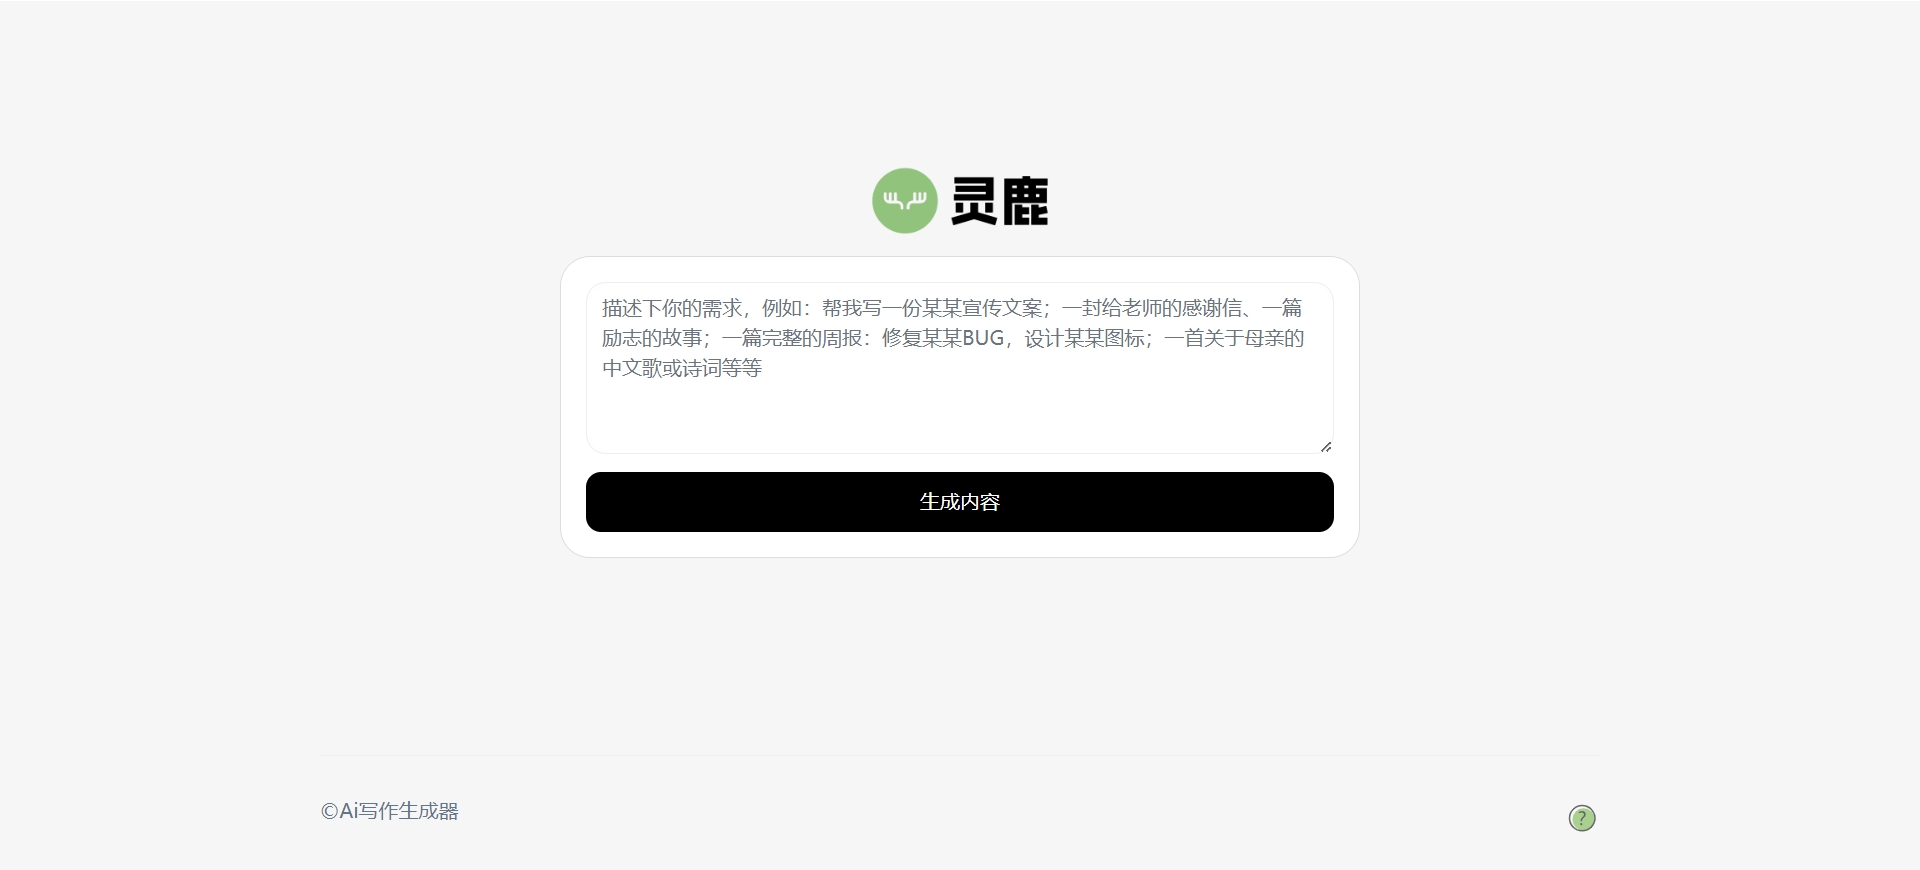 灵鹿
描述下你的需求，例如：帮我写一份某某宣传文案；一封给老师的感谢信、一篇
励志的故事；一篇完整的周报：修复某某BUG，设计某某图标；一首关于母亲的
中文歌或诗词等等
生成内容
©Ai写作生成器
?